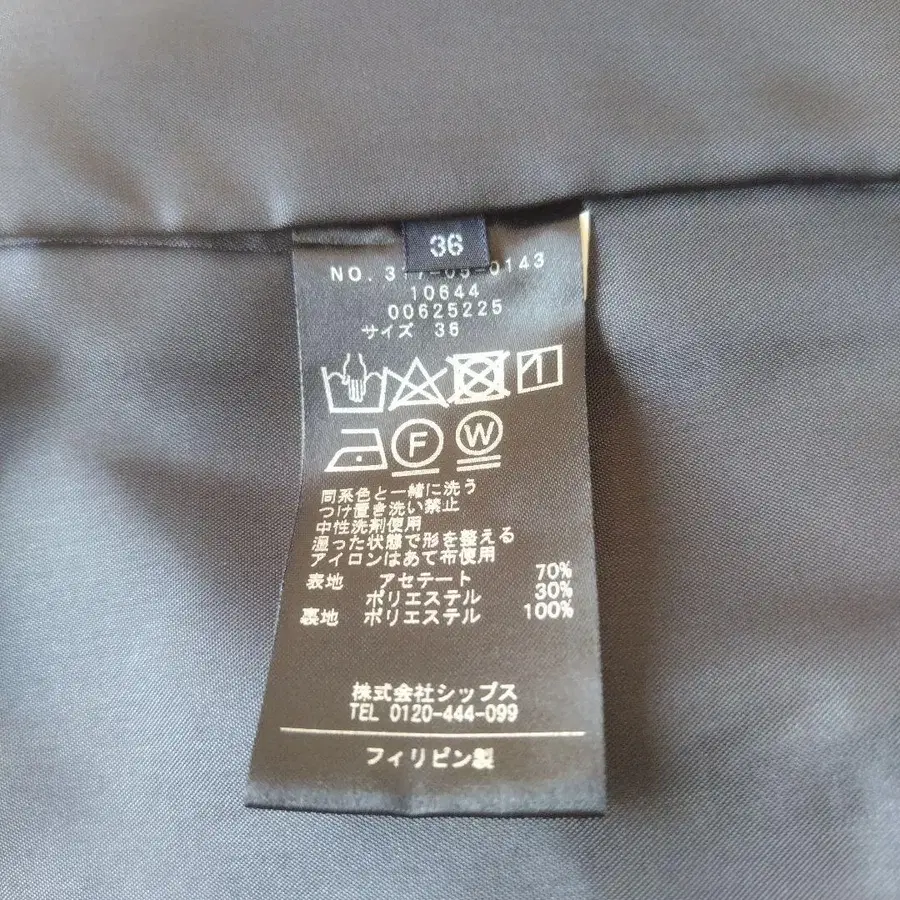 36
NO. 317-05-0143
10644
00625225
サイズ 36
F W
同系色と一緒に洗う
つけ置き洗い禁止
中性洗剤使用
湿った状態で形を整える
アイロンはあて布使用
表地 アセテート 70%
ポリエステル 30%
裏地 ポリエステル 100%
株式会社シップス
TEL 0120-444-099
フィリピン製